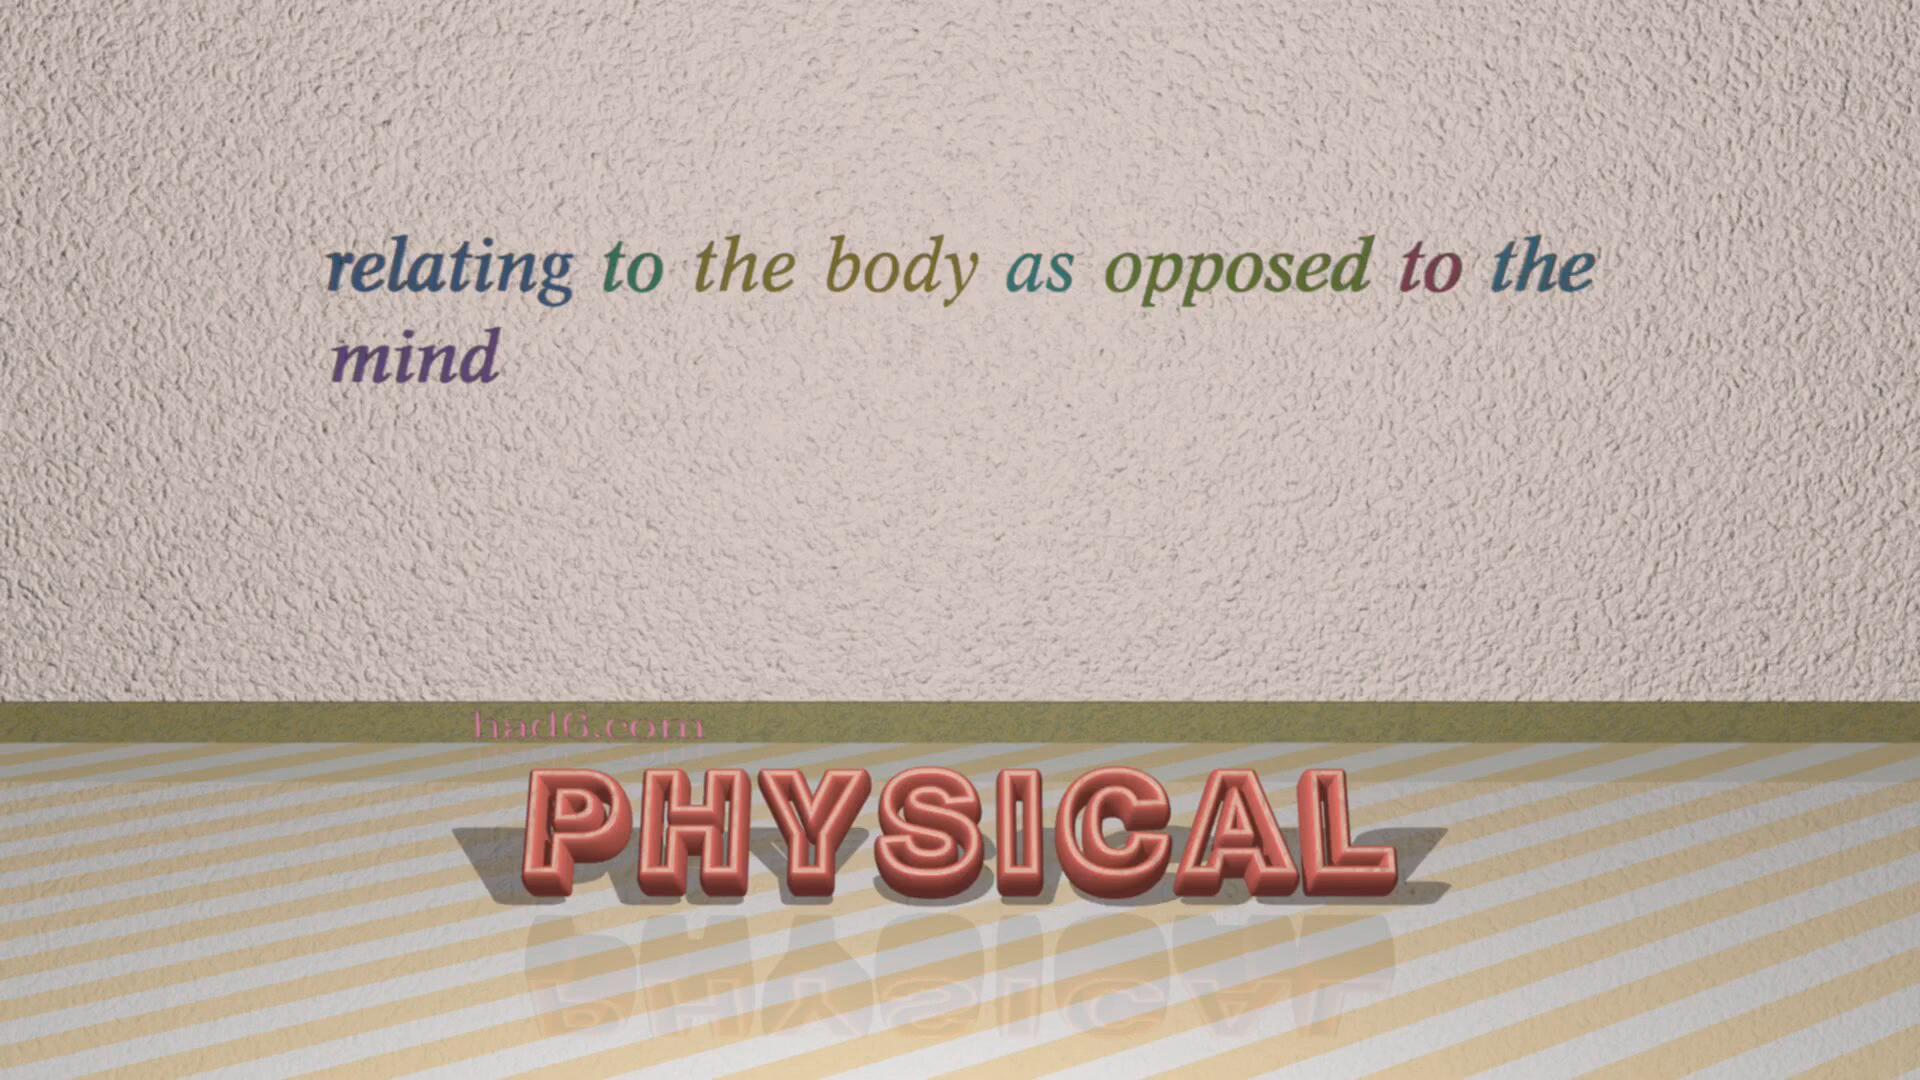 relating to the body as opposed to the
mind
had6.com
PHYSICAL